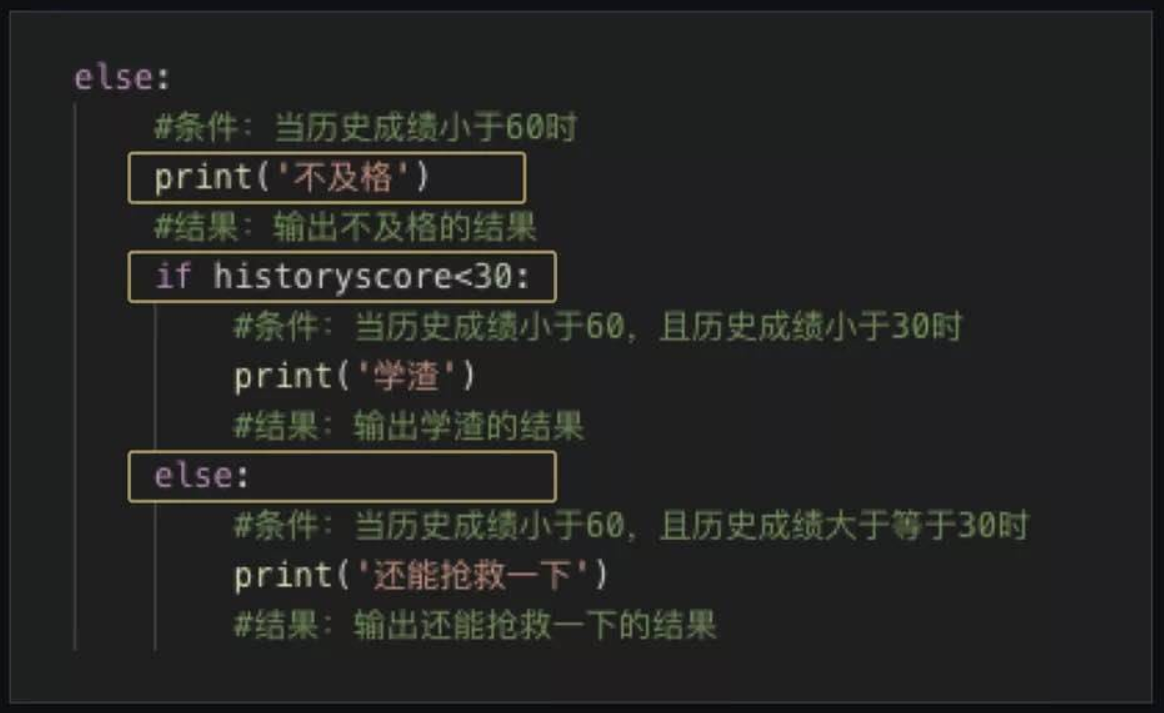 else:
#条件：当历史成绩小于60时
print('不及格')
#结果：输出不及格的结果
if historyscore<30:
#条件：当历史成绩小于60，且历史成绩小于30时
print('学渣')
#结果：输出学渣的结果
else:
#条件：当历史成绩小于60，且历史成绩大于等于30时
print('还能抢救一下')
#结果：输出还能抢救一下的结果